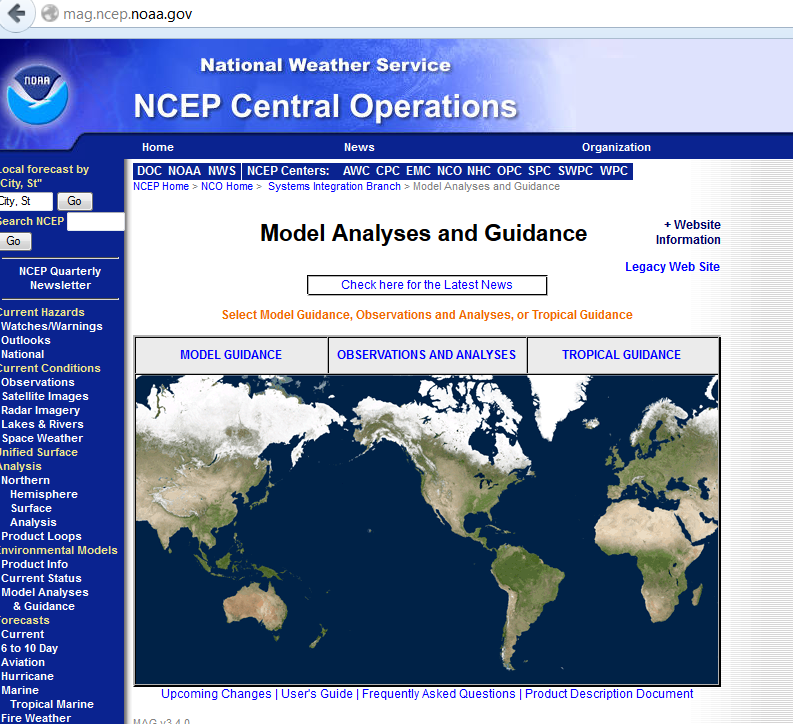 mag.ncep.noaa.gov
NOAA
National Weather Service
NCEP Central Operations
Home News Organization
Local forecast by
"City, St"
City, St Go
Search NCEP
Go
NCEP Quarterly
Newsletter
Current Hazards
Watches/Warnings
Outlooks
National
Current Conditions
Observations
Satellite Images
Radar Imagery
Lakes & Rivers
Space Weather
Unified Surface
Analysis
Northern
Hemisphere
Surface
Analysis
Product Loops
Environmental Models
Product Info
Current Status
Model Analyses
& Guidance
Forecasts
Current
6 to 10 Day
Aviation
Hurricane
Marine
Tropical Marine
Fire Weather
DOC NOAA NWS NCEP Centers: AWC CPC EMC NCO NHC OPC SPC SWPC WPC
NCEP Home > NCO Home > Systems Integration Branch > Model Analyses and Guidance
Model Analyses and Guidance
+ Website
Information
Legacy Web Site
Check here for the Latest News
Select Model Guidance, Observations and Analyses, or Tropical Guidance
MODEL GUIDANCE OBSERVATIONS AND ANALYSES TROPICAL GUIDANCE
Upcoming Changes | User's Guide | Frequently Asked Questions | Product Description Document
MAG v3.4.0